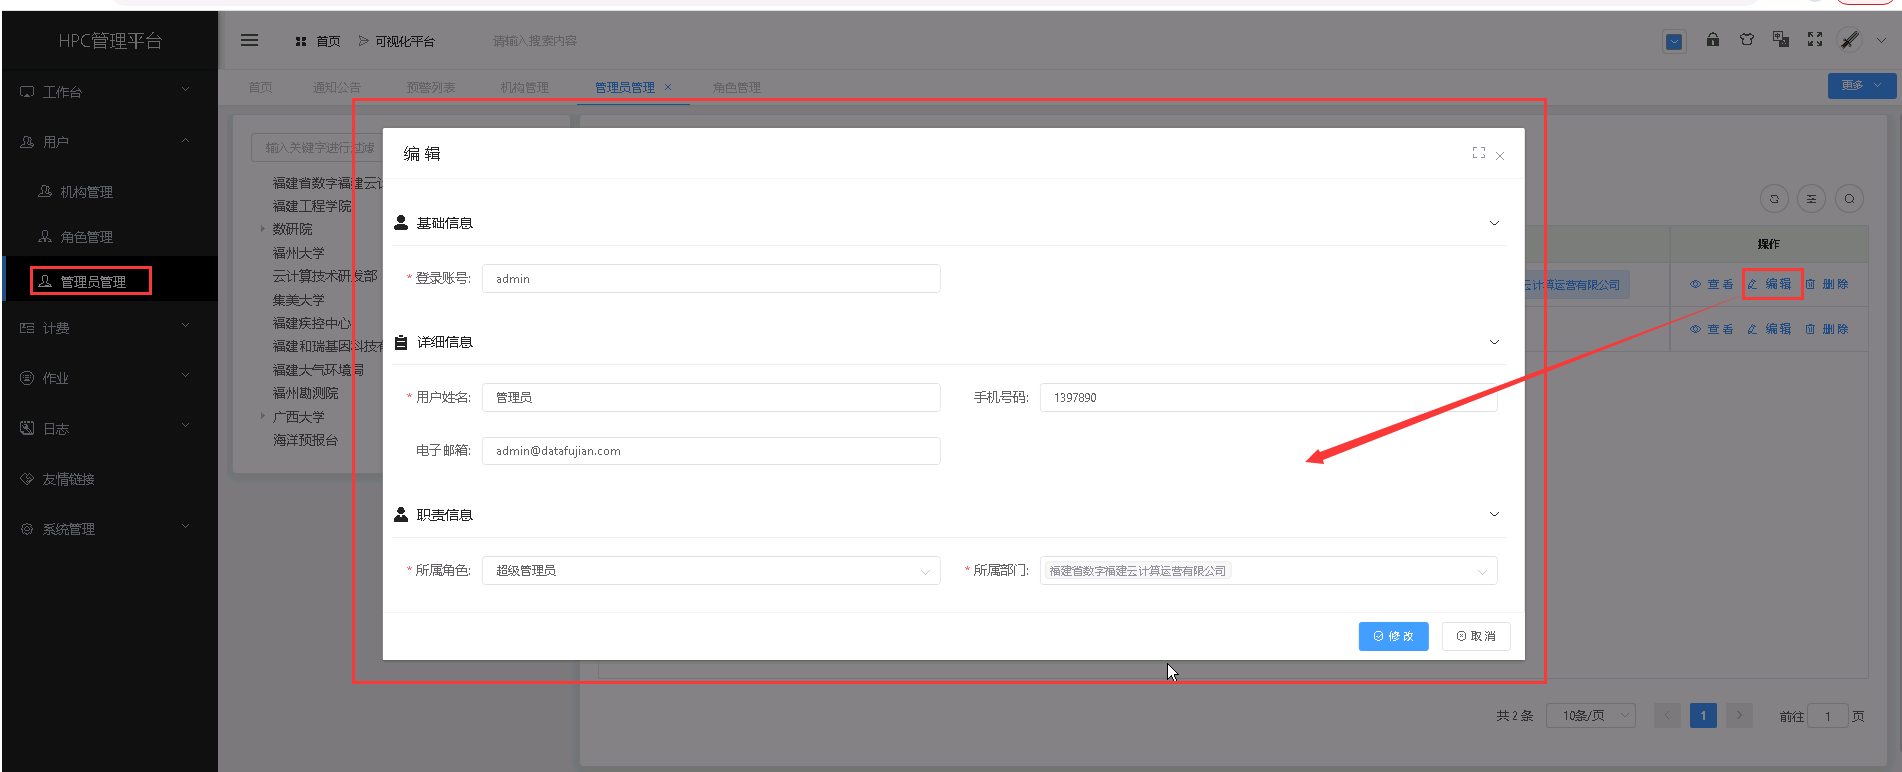 HPC管理平台
首页
可视化平台
请输入搜索内容
工作台
用户
机构管理
角色管理
管理员管理
计费
作业
日志
友情链接
系统管理
首页
通知公告
预警列表
机构管理
管理员管理 ×
角色管理
更多
输入关键字进行过滤
福建省数字福建云计
福建工程学院
数研院
福州大学
云计算技术研发部
集美大学
福建疾控中心
福建和瑞基因科技有
福建大气环境局
福州勘测院
广西大学
海洋预报台
编辑
基础信息
* 登录账号: admin
详细信息
* 用户姓名: 管理员
手机号码: 1397890
电子邮箱: admin@datafujian.com
职责信息
* 所属角色: 超级管理员
* 所属部门: 福建省数字福建云计算运营有限公司
修改
取消
操作
云计算运营有限公司
查看 编辑 删除
查看 编辑 删除
共 2 条
10条/页
1
前往 1 页